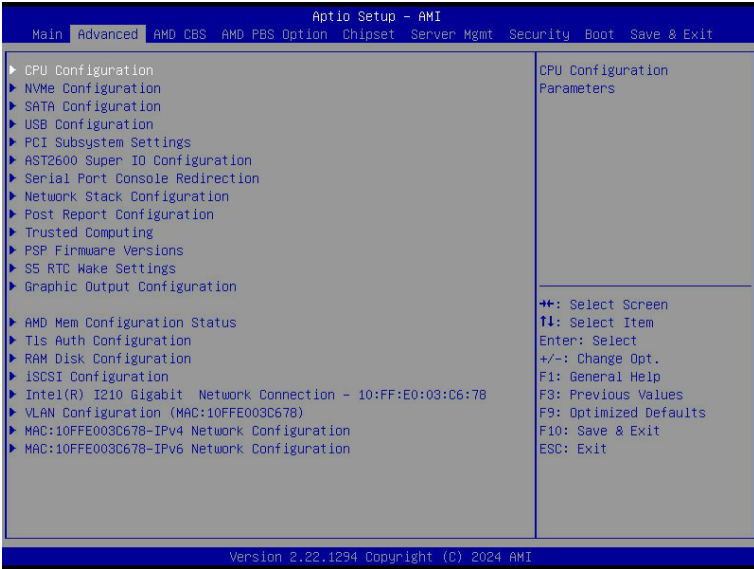 Aptio Setup - AMI
Main Advanced AMD CBS AMD PBS Option Chipset Server Mgmt Security Boot Save & Exit
CPU Configuration
NVMe Configuration
SATA Configuration
USB Configuration
PCI Subsystem Settings
AST2600 Super IO Configuration
Serial Port Console Redirection
Network Stack Configuration
Post Report Configuration
Trusted Computing
PSP Firmware Versions
S5 RTC Wake Settings
Graphic Output Configuration
AMD Mem Configuration Status
Tls Auth Configuration
RAM Disk Configuration
iSCSI Configuration
Intel(R) I210 Gigabit  Network Connection - 10:FF:E0:03:C6:78
VLAN Configuration (MAC:10FFE003C678)
MAC:10FFE003C678-IPv4 Network Configuration
MAC:10FFE003C678-IPv6 Network Configuration
CPU Configuration
Parameters
→←: Select Screen
↑↓: Select Item
Enter: Select
+/-: Change Opt.
F1: General Help
F3: Previous Values
F9: Optimized Defaults
F10: Save & Exit
ESC: Exit
Version 2.22.1294 Copyright (C) 2024 AMI